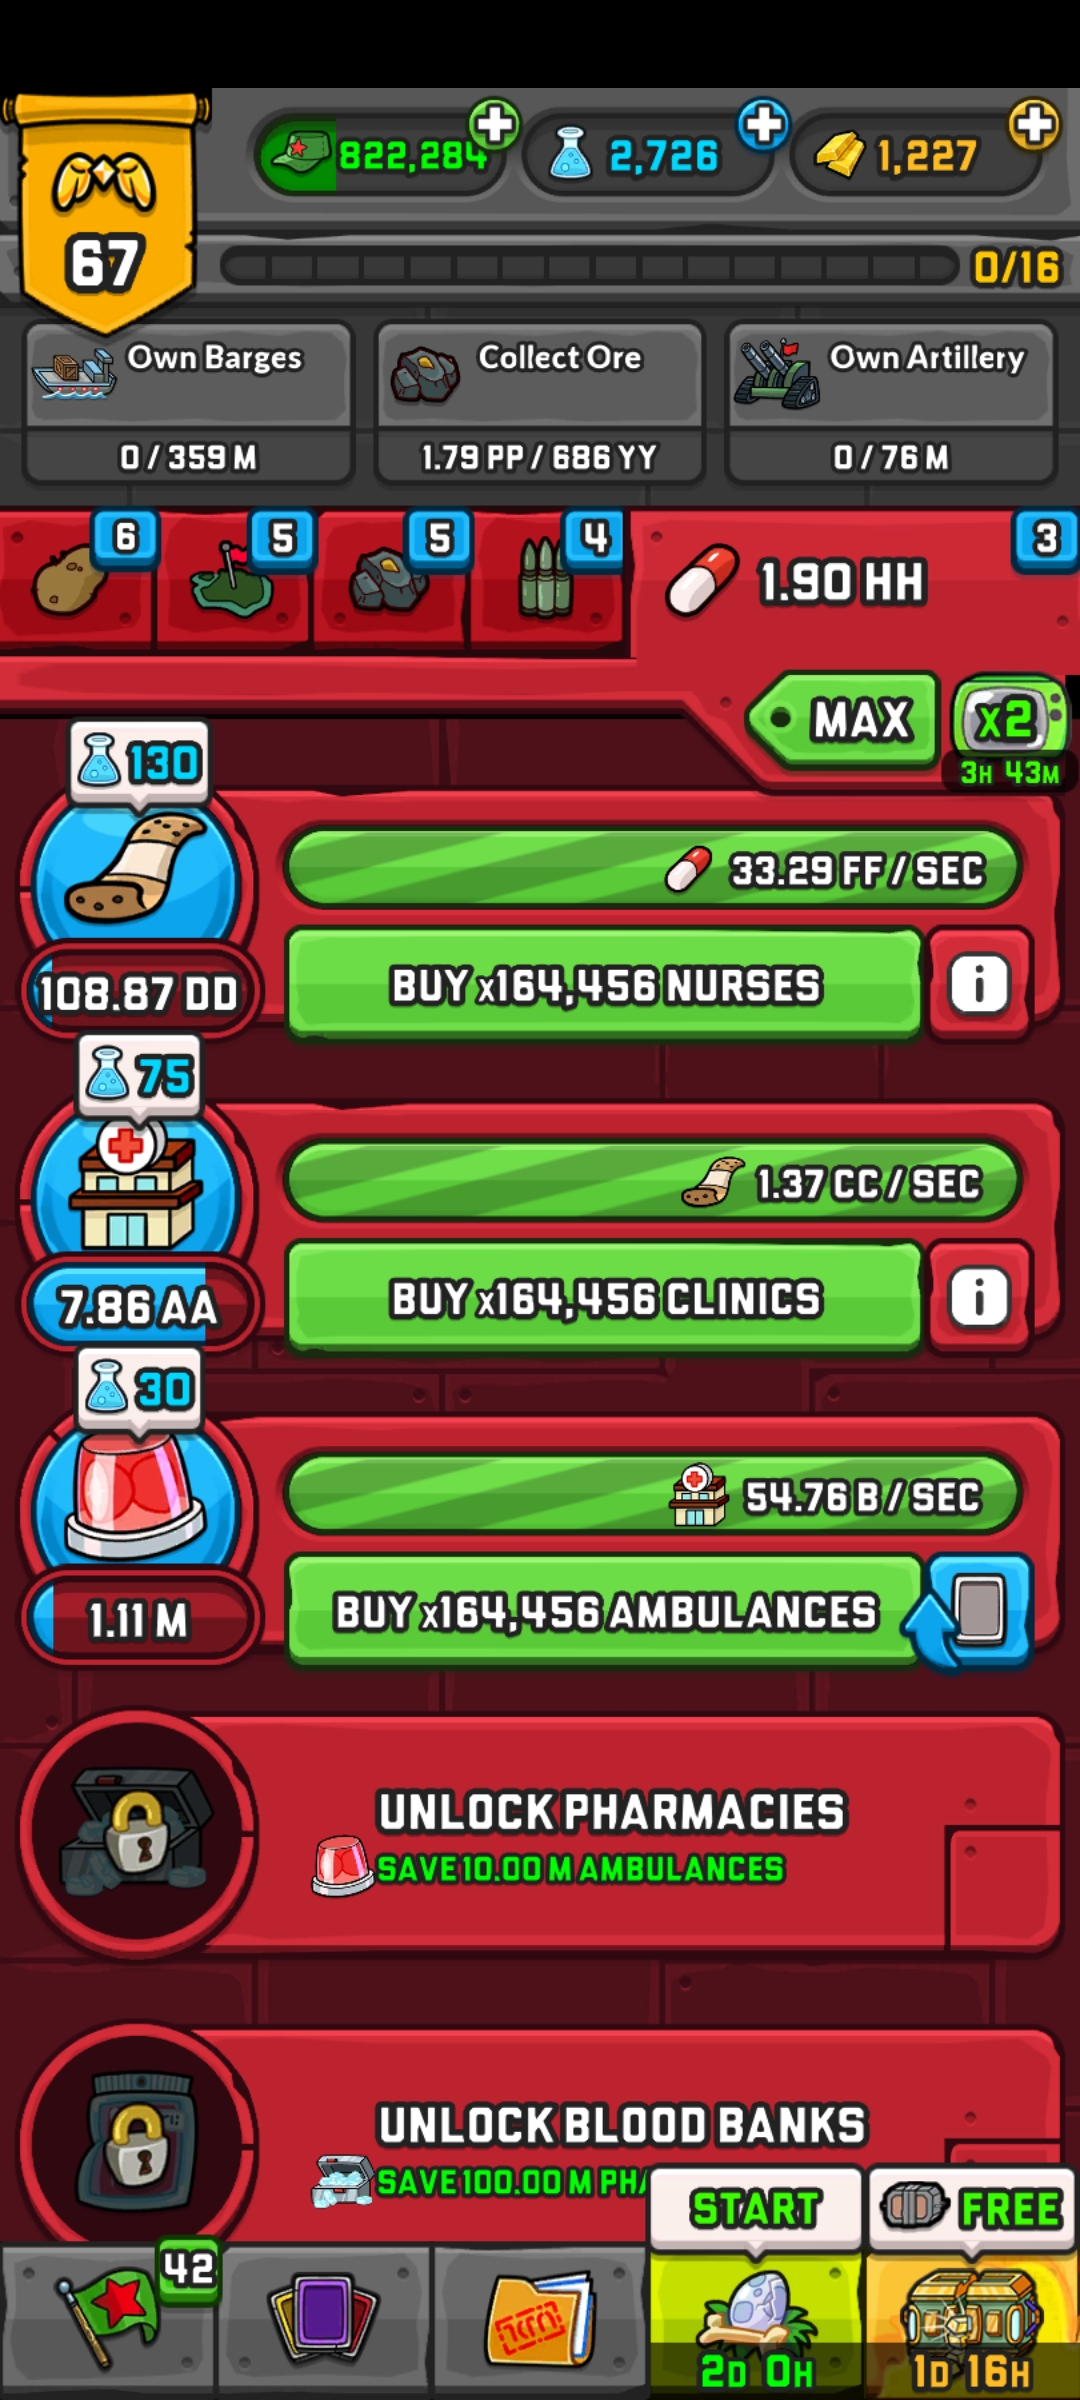 822,284
2,726
1,227
67
0/16
Own Barges
0 / 359 M
Collect Ore
1.79 PP / 686 YY
Own Artillery
0 / 76 M
6
5
5
4
1.90 HH
3
MAX
x2
3H 43M
130
33.29 FF / SEC
108.87 DD
BUY x164,456 NURSES
i
75
1.37 CC / SEC
7.86 AA
BUY x164,456 CLINICS
i
30
54.76 B / SEC
1.11 M
BUY x164,456 AMBULANCES
UNLOCK PHARMACIES
SAVE 10.00 M AMBULANCES
UNLOCK BLOOD BANKS
SAVE 100.00 M PHA
START
FREE
42
2D 0H
1D 16H